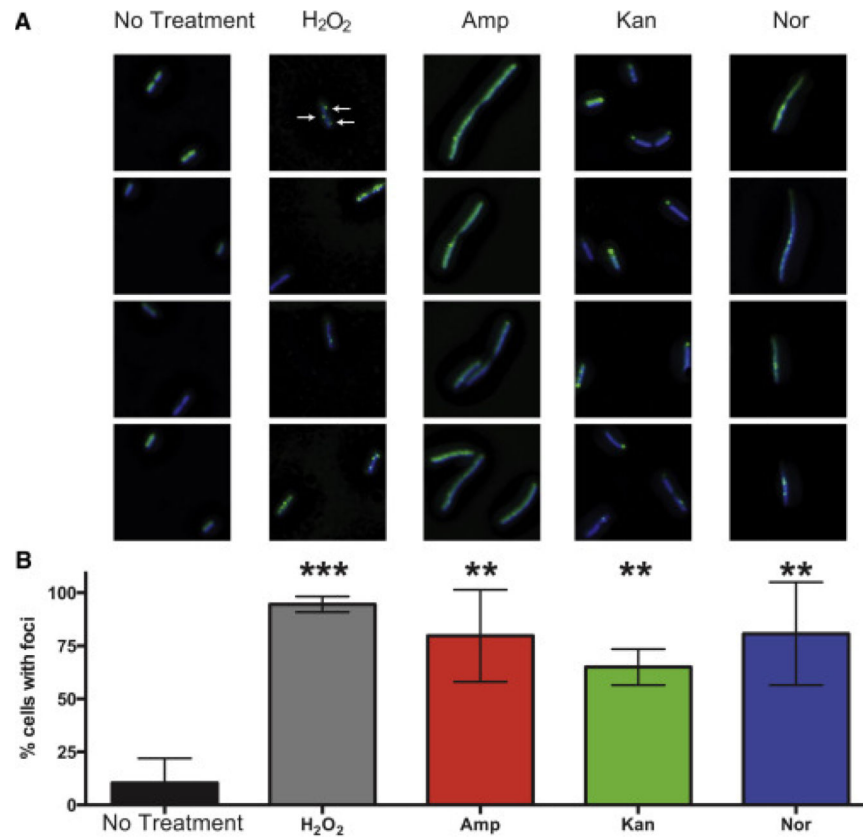 A
No Treatment H₂O₂ Amp Kan Nor
B
*** ** ** **
100
75
50
25
0
% cells with foci
No Treatment H₂O₂ Amp Kan Nor